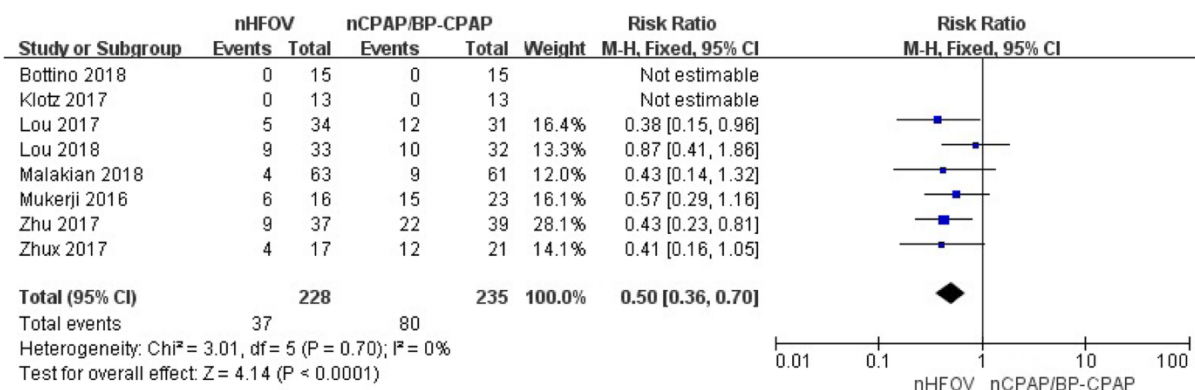 nHFOV nCPAP/BP-CPAP Risk Ratio Risk Ratio
Study or Subgroup Events Total Events Total Weight M-H, Fixed, 95% CI M-H, Fixed, 95% CI
Bottino 2018 0 15 0 15 Not estimable
Klotz 2017 0 13 0 13 Not estimable
Lou 2017 5 34 12 31 16.4% 0.38 [0.15, 0.96]
Lou 2018 9 33 10 32 13.3% 0.87 [0.41, 1.86]
Malakian 2018 4 63 9 61 12.0% 0.43 [0.14, 1.32]
Mukerji 2016 6 16 15 23 16.1% 0.57 [0.29, 1.16]
Zhu 2017 9 37 22 39 28.1% 0.43 [0.23, 0.81]
Zhux 2017 4 17 12 21 14.1% 0.41 [0.16, 1.05]
Total (95% CI) 228 235 100.0% 0.50 [0.36, 0.70]
Total events 37 80
Heterogeneity: Chi² = 3.01, df = 5 (P = 0.70); I² = 0%
Test for overall effect: Z = 4.14 (P < 0.0001)
0.01 0.1 1 10 100
nHFOV nCPAP/BP-CPAP